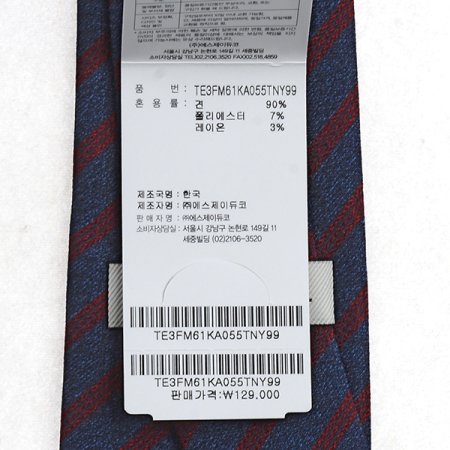 (주)에스제이듀코
서울시 강남구 논현로 149길 11 세종빌딩
소비자상담실 TEL:02.2106.3520 FAX:02.518.4859
품 번: TE3FM61KA055TNY99
혼 용 률: 견 90%
폴리에스터 7%
레이온 3%
제조국명: 한국
제조자명: ㈜에스제이듀코
판 매 자 명: ㈜에스제이듀코
소비자상담실: 서울시 강남구 논현로 149길 11
세종빌딩 (02)2106-3520
TE3FM61KA055TNY99
TE3FM61KA055TNY99
판매가격:₩129,000